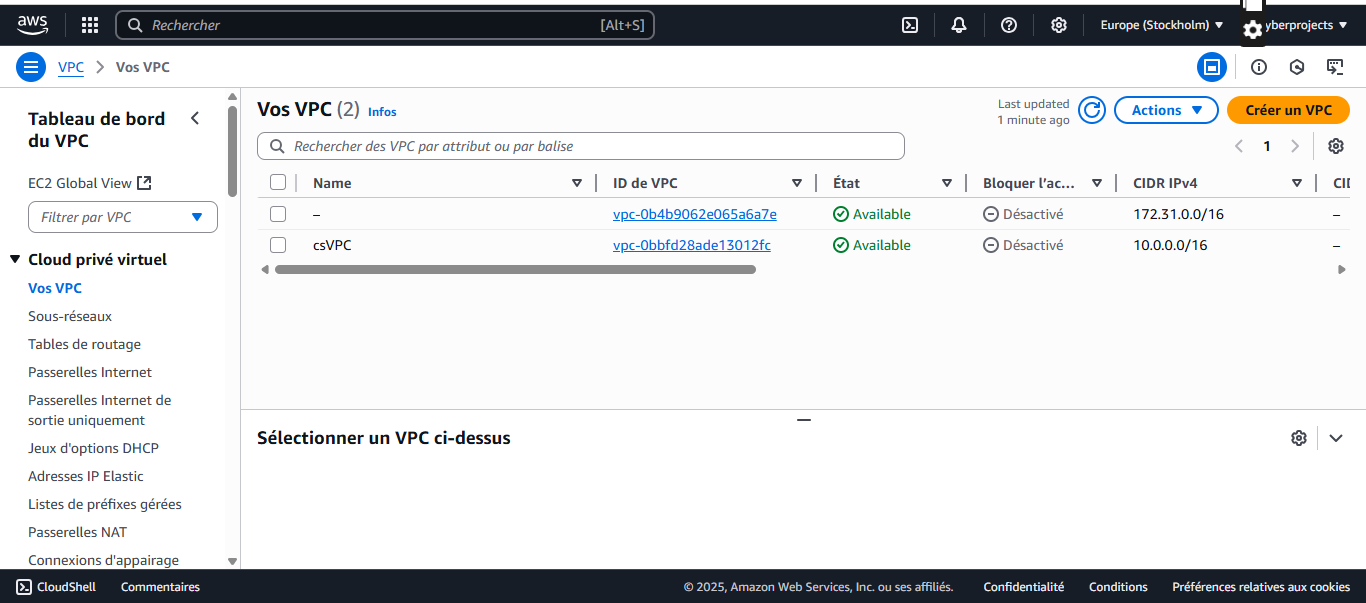 aws
Rechercher [Alt+S]
Europe (Stockholm)
yberprojects
VPC
Vos VPC
Tableau de bord
du VPC
EC2 Global View
Filtrer par VPC
Cloud privé virtuel
Vos VPC
Sous-réseaux
Tables de routage
Passerelles Internet
Passerelles Internet de
sortie uniquement
Jeux d'options DHCP
Adresses IP Elastic
Listes de préfixes gérées
Passerelles NAT
Connexions d'appairage
Vos VPC (2) Infos
Last updated
1 minute ago
Actions
Créer un VPC
Rechercher des VPC par attribut ou par balise
1
Name ID de VPC État Bloquer l’ac... CIDR IPv4 CID
– vpc-0b4b9062e065a6a7e Available Désactivé 172.31.0.0/16 –
csVPC vpc-0bbfd28ade13012fc Available Désactivé 10.0.0.0/16 –
Sélectionner un VPC ci-dessus
CloudShell Commentaires © 2025, Amazon Web Services, Inc. ou ses affiliés. Confidentialité Conditions Préférences relatives aux cookies